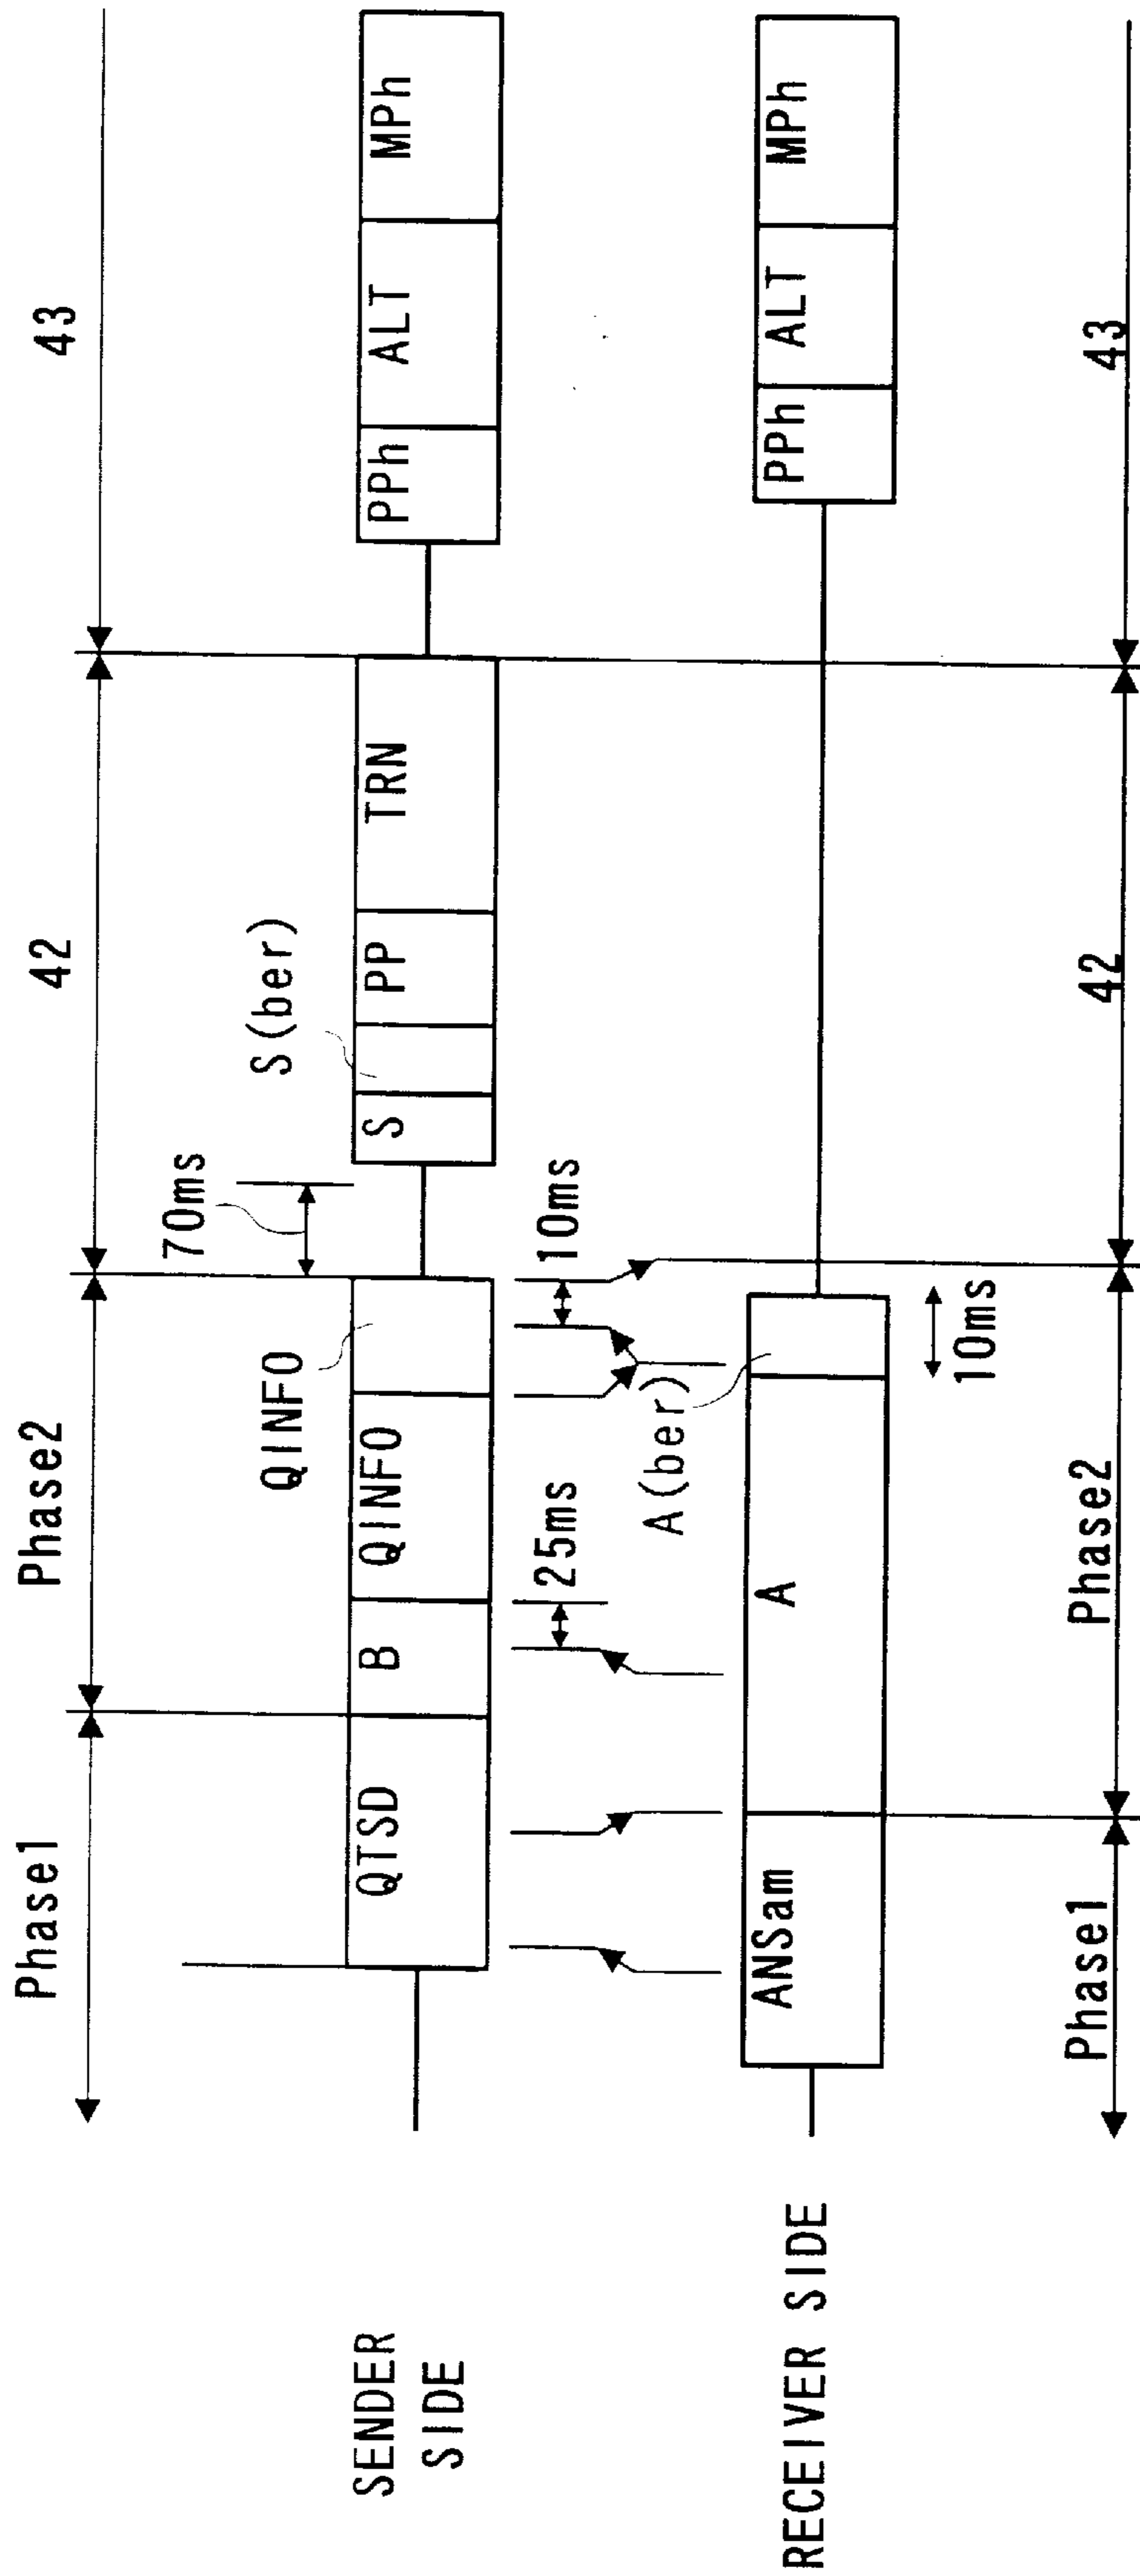 Phase1
Phase2
42
43
QINFO
70ms
S(ber)
SENDER
SIDE
QTSD
B
QINFO
S
PP
TRN
PPh
ALT
MPh
25ms
10ms
A(ber)
RECEIVER SIDE
ANSam
A
PPh
ALT
MPh
10ms
Phase1
Phase2
42
43